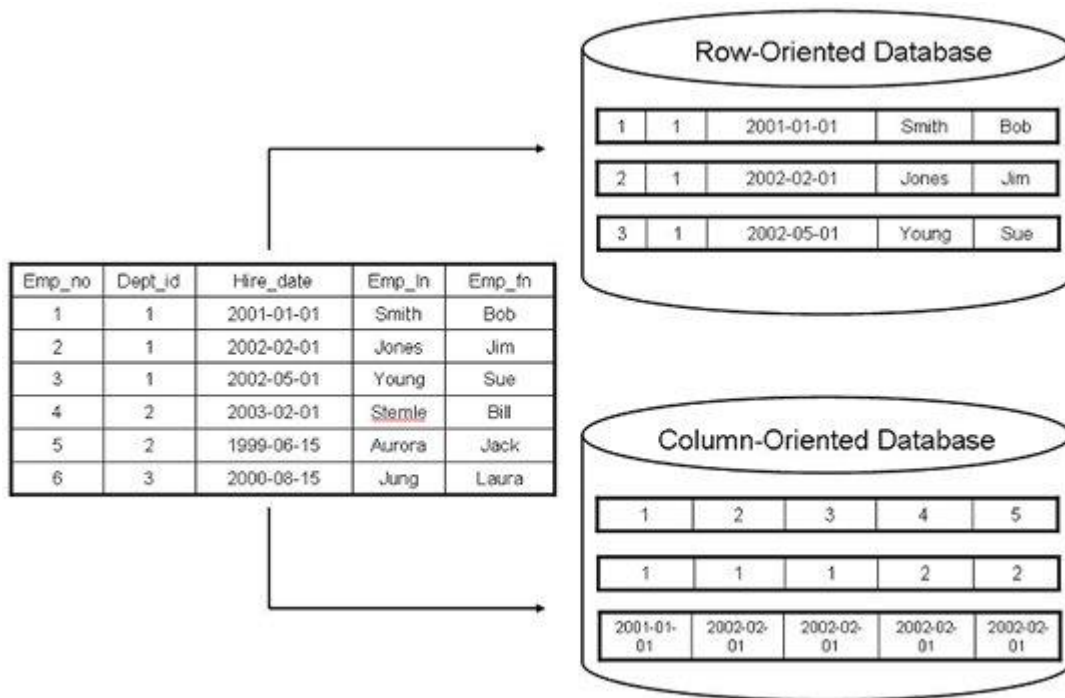 Row-Oriented Database
1 1 2001-01-01 Smith Bob
2 1 2002-02-01 Jones Jim
3 1 2002-05-01 Young Sue
Emp_no Dept_id Hire_date Emp_ln Emp_fn
1 1 2001-01-01 Smith Bob
2 1 2002-02-01 Jones Jim
3 1 2002-05-01 Young Sue
4 2 2003-02-01 Stemle Bill
5 2 1999-06-15 Aurora Jack
6 3 2000-08-15 Jung Laura
Column-Oriented Database
1 2 3 4 5
1 1 1 2 2
2001-01- 2002-02- 2002-02- 2002-02- 2002-02-
01 01 01 01 01